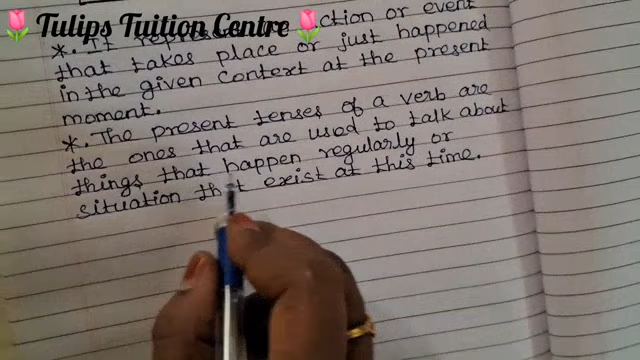 🌷Tulips Tuition Centre🌷
*. It ction or event
that takes place or just happened
in the given context at the present
moment.
*. The present tenses of a verb are
the ones that are used to talk about
things that happen regularly or
situation that exist at this time.